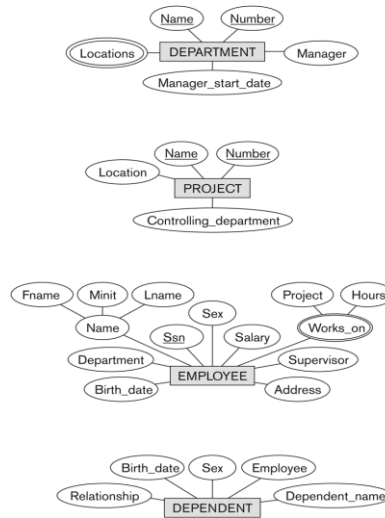 Name Number
Locations DEPARTMENT Manager
Manager_start_date
Name Number
Location
PROJECT
Controlling_department
Fname Minit Lname Project Hours
Sex
Name Ssn Salary Works_on
Department Supervisor
EMPLOYEE
Birth_date Address
Birth_date Sex Employee
Relationship Dependent_name
DEPENDENT